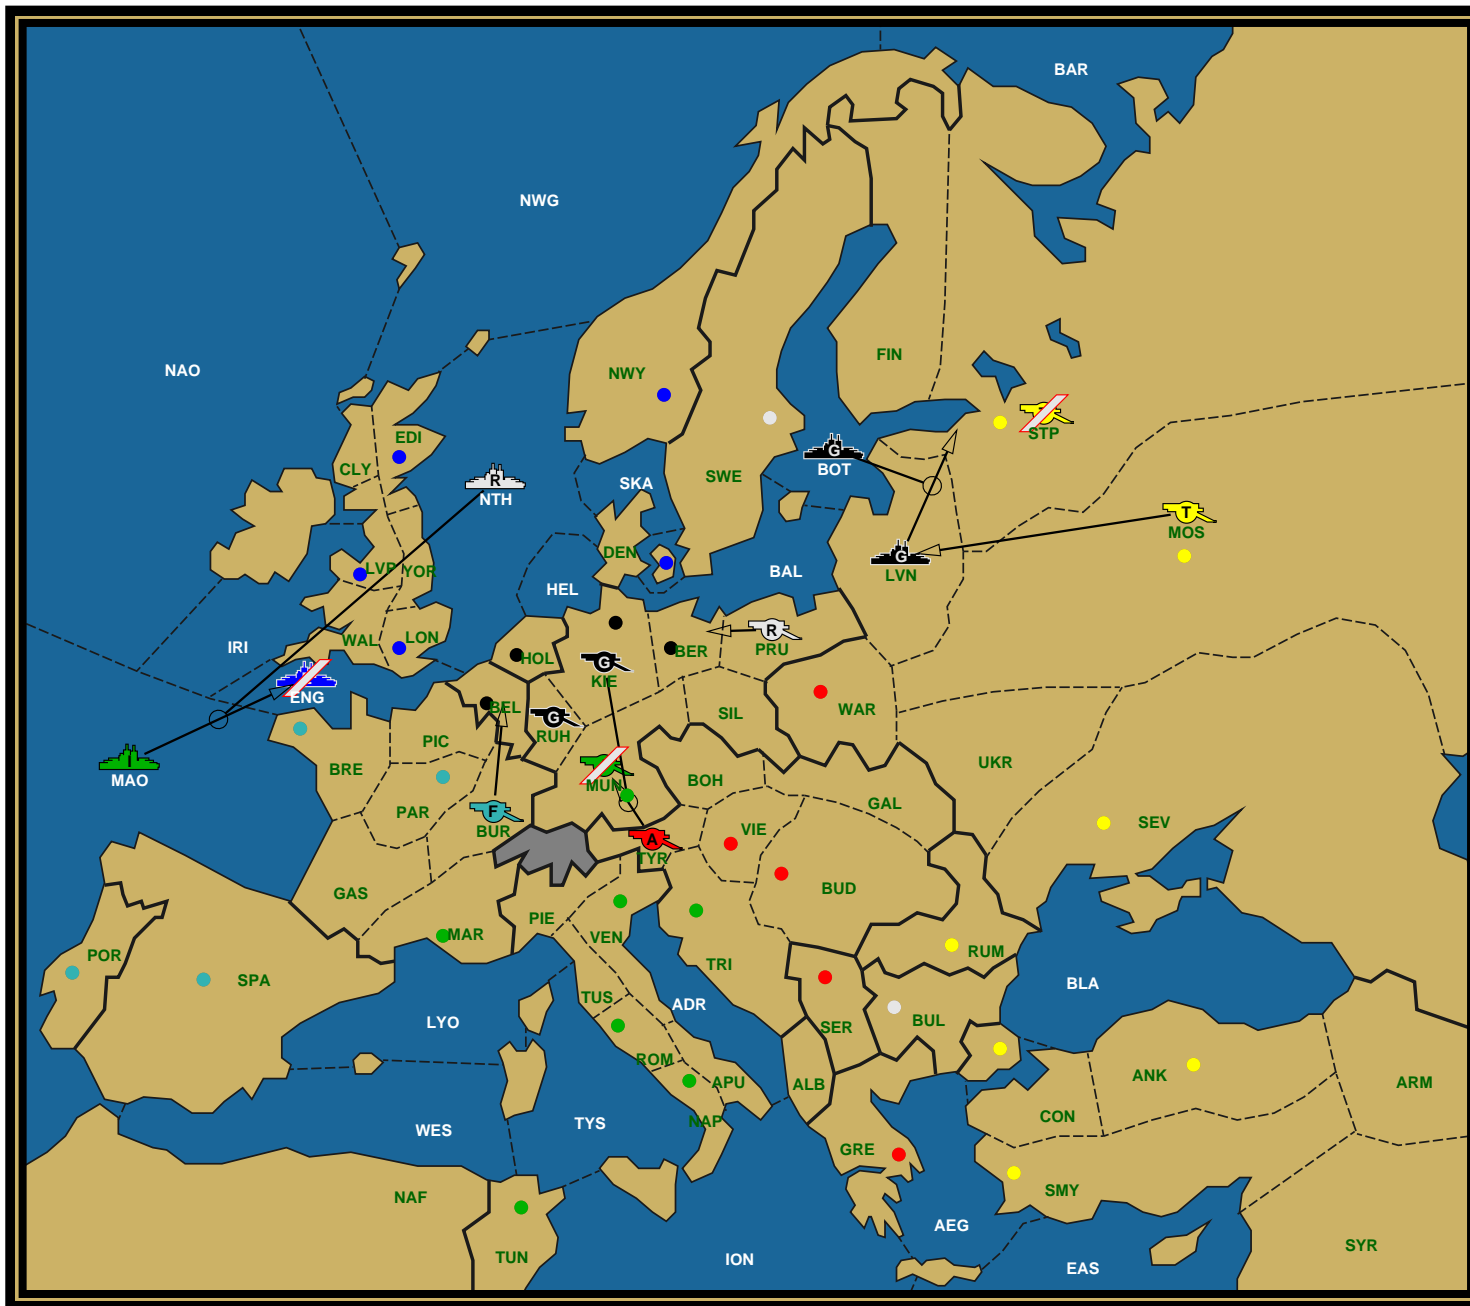 BAR
NWG
NAO
FIN
NWY
STP
EDI
CLY
G
BOT
SKA
SWE
R
NTH
T
MOS
DEN
G
LVN
LVP
YOR
BAL
HEL
IRI
WAL
LON
R
PRU
HOL
BER
G
KIE
ENG
BEL
SIL
WAR
G
RUH
PIC
I
MAO
BRE
MUN
BOH
UKR
GAL
PAR
F
BUR
VIE
SEV
A
TYR
BUD
GAS
PIE
MAR
VEN
RUM
POR
SPA
TRI
BLA
TUS
ADR
LYO
BUL
SER
ROM
APU
ALB
ANK
ARM
CON
NAP
WES
TYS
GRE
SMY
NAF
AEG
TUN
ION
EAS
SYR